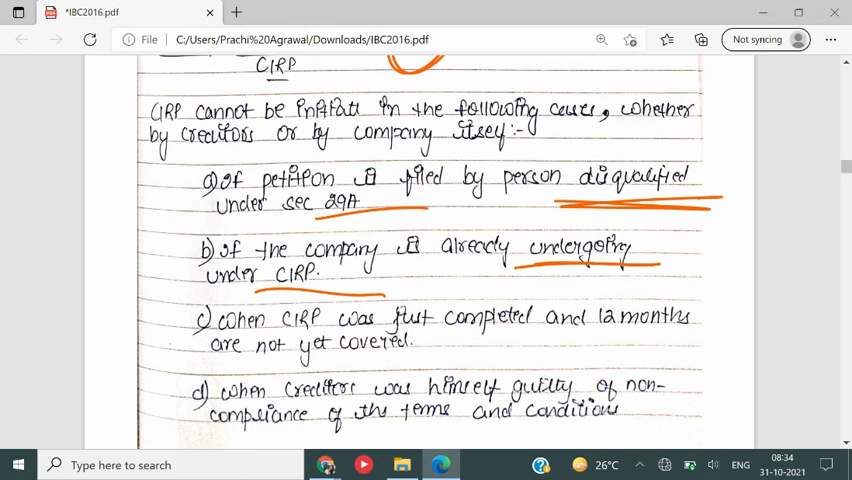 *IBC2016.pdf
File C:/Users/Prachi%20Agrawal/Downloads/IBC2016.pdf Not syncing
CIRP
CIRP cannot be initiate in the following cases, whether
by creditors or by company itself :-
a) If petition is filed by person disqualified
under sec 29A
b) If the company is already undergoing
under CIRP.
c) When CIRP was just completed and 12 months
are not yet covered.
d) when creditors was himself guilty of non-
compliance of the terms and conditions
Type here to search 26°C ENG 08:34
31-10-2021